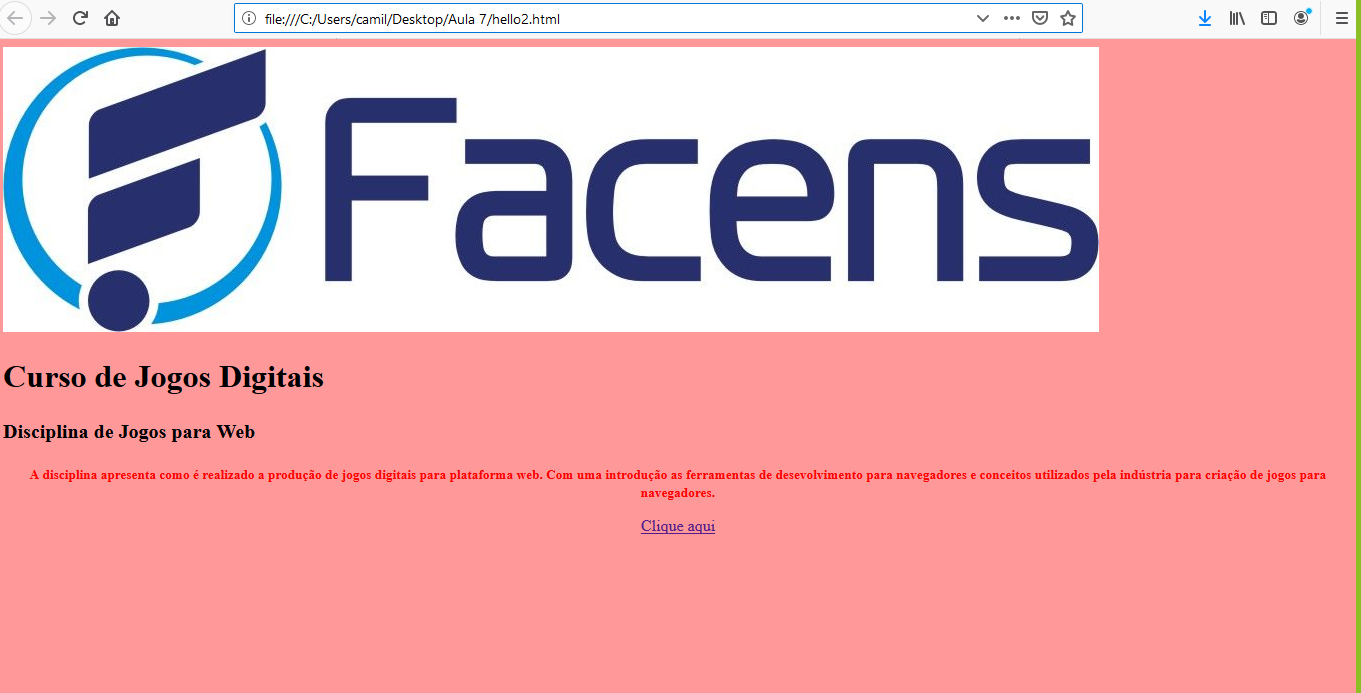 file:///C:/Users/camil/Desktop/Aula 7/hello2.html
Facens
Curso de Jogos Digitais
Disciplina de Jogos para Web
A disciplina apresenta como é realizado a produção de jogos digitais para plataforma web. Com uma introdução as ferramentas de desevolvimento para navegadores e conceitos utilizados pela indústria para criação de jogos para
navegadores.
Clique aqui